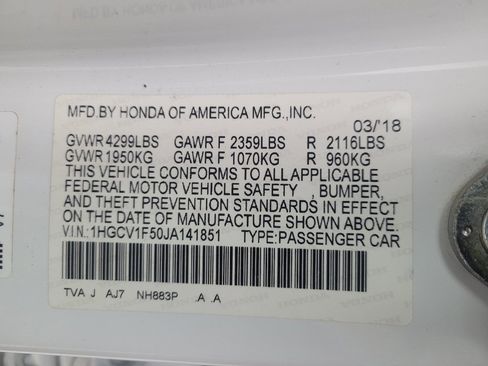 MFD.BY HONDA OF AMERICA MFG.,INC.
03/'18
GVWR 4299LBS GAWR F 2359LBS R 2116LBS
GVWR 1950KG GAWR F 1070KG R 960KG
THIS VEHICLE CONFORMS TO ALL APPLICABLE
FEDERAL MOTOR VEHICLE SAFETY , BUMPER,
AND THEFT PREVENTION STANDARDS IN EFFECT
ON THE DATE OF MANUFACTURE SHOWN ABOVE.
V.I.N.: 1HGCV1F50JA141851 TYPE:PASSENGER CAR
TVA J AJ7 NH883P .A .A